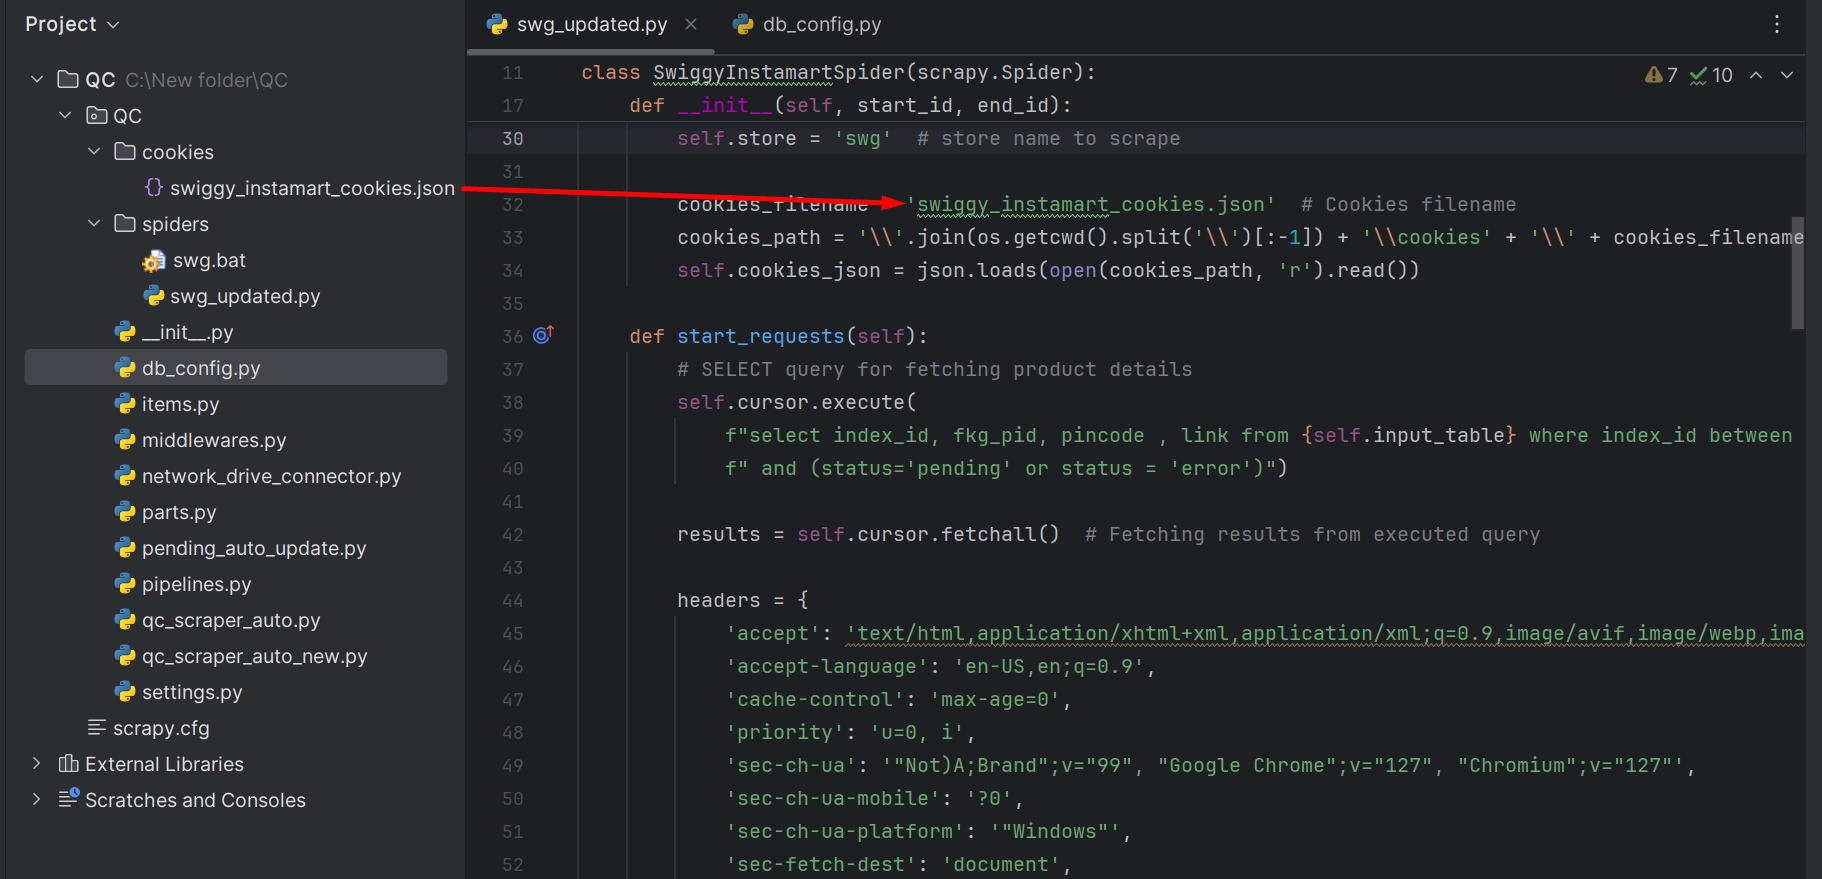 Project
QC C:\New folder\QC
QC
cookies
swiggy_instamart_cookies.json
spiders
swg.bat
swg_updated.py
__init__.py
db_config.py
items.py
middlewares.py
network_drive_connector.py
parts.py
pending_auto_update.py
pipelines.py
qc_scraper_auto.py
qc_scraper_auto_new.py
settings.py
scrapy.cfg
External Libraries
Scratches and Consoles
swg_updated.py
db_config.py
7 10
11 class SwiggyInstamartSpider(scrapy.Spider):
17 def __init__(self, start_id, end_id):
30 self.store = 'swg' # store name to scrape
31
32 cookies_filename 'swiggy_instamart_cookies.json' # Cookies filename
33 cookies_path = '\\'.join(os.getcwd().split('\\')[:-1]) + '\\cookies' + '\\' + cookies_filename
34 self.cookies_json = json.loads(open(cookies_path, 'r').read())
35
36 def start_requests(self):
37 # SELECT query for fetching product details
38 self.cursor.execute(
39 f"select index_id, fkg_pid, pincode , link from {self.input_table} where index_id between
40 f" and (status='pending' or status = 'error')")
41
42 results = self.cursor.fetchall() # Fetching results from executed query
43
44 headers = {
45 'accept': 'text/html,application/xhtml+xml,application/xml;q=0.9,image/avif,image/webp,ima
46 'accept-language': 'en-US,en;q=0.9',
47 'cache-control': 'max-age=0',
48 'priority': 'u=0, i',
49 'sec-ch-ua': '"Not)A;Brand";v="99", "Google Chrome";v="127", "Chromium";v="127"',
50 'sec-ch-ua-mobile': '?0',
51 'sec-ch-ua-platform': '"Windows"',
52 'sec-fetch-dest': 'document',